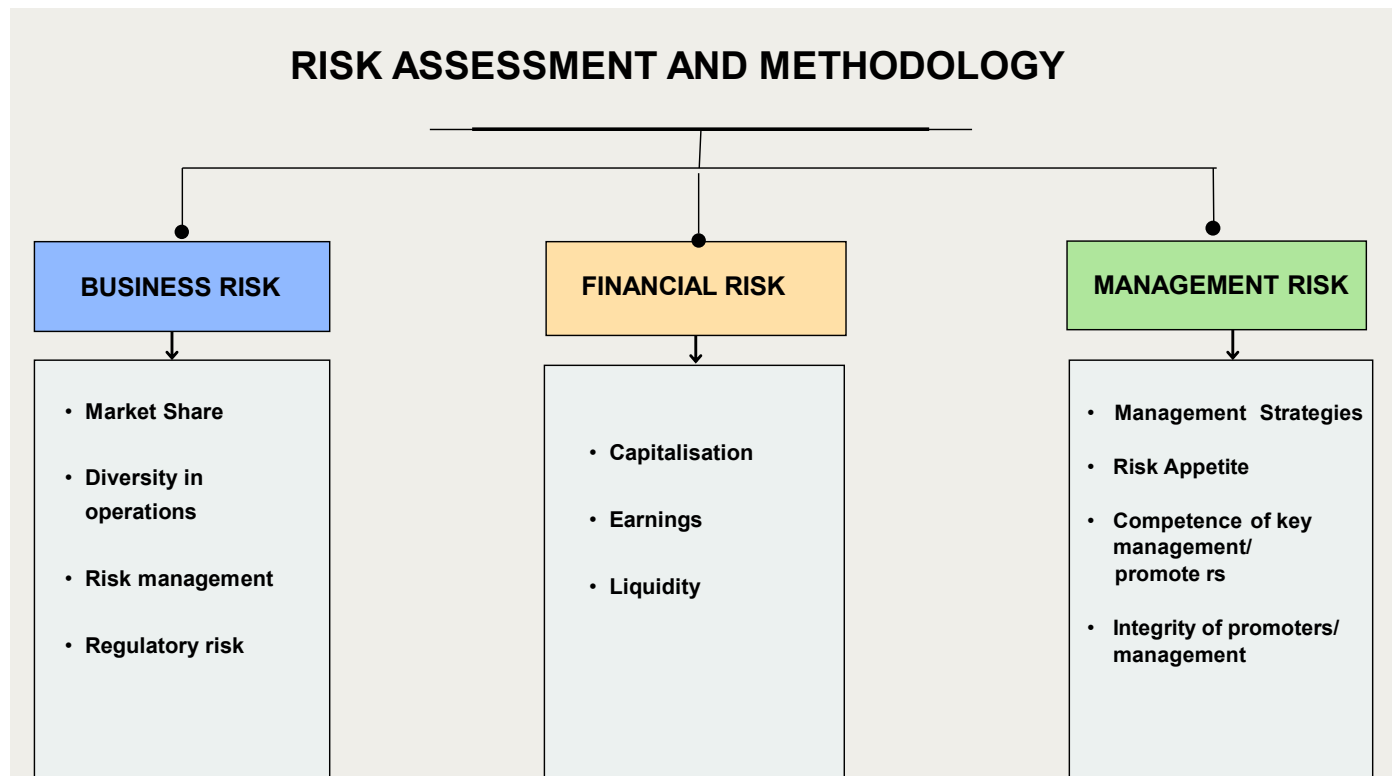 RISK ASSESSMENT AND METHODOLOGY
BUSINESS RISK
• Market Share
• Diversity in
operations
• Risk management
• Regulatory risk
FINANCIAL RISK
• Capitalisation
• Earnings
• Liquidity
MANAGEMENT RISK
• Management Strategies
• Risk Appetite
• Competence of key
management/
promote rs
• Integrity of promoters/
management